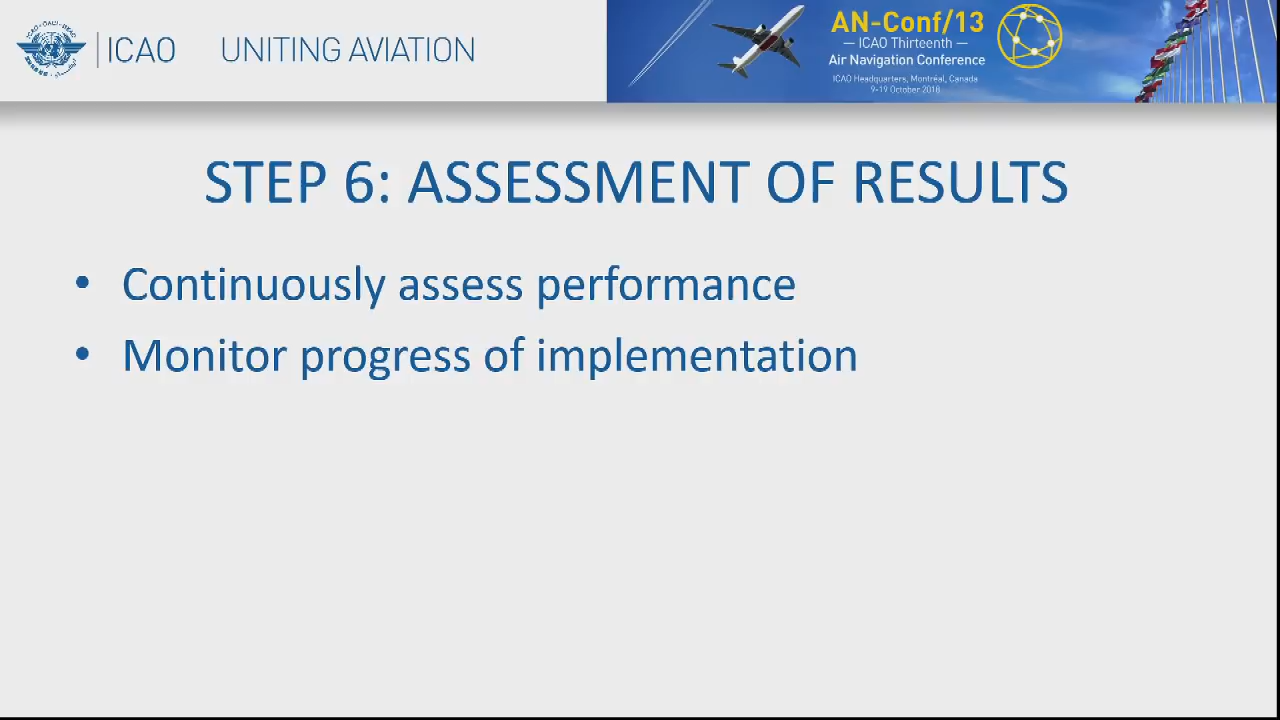 ICAO
UNITING AVIATION
AN-Conf/13
— ICAO Thirteenth —
Air Navigation Conference
ICAO Headquarters, Montréal, Canada
9-19 October 2018
STEP 6: ASSESSMENT OF RESULTS
• Continuously assess performance
• Monitor progress of implementation